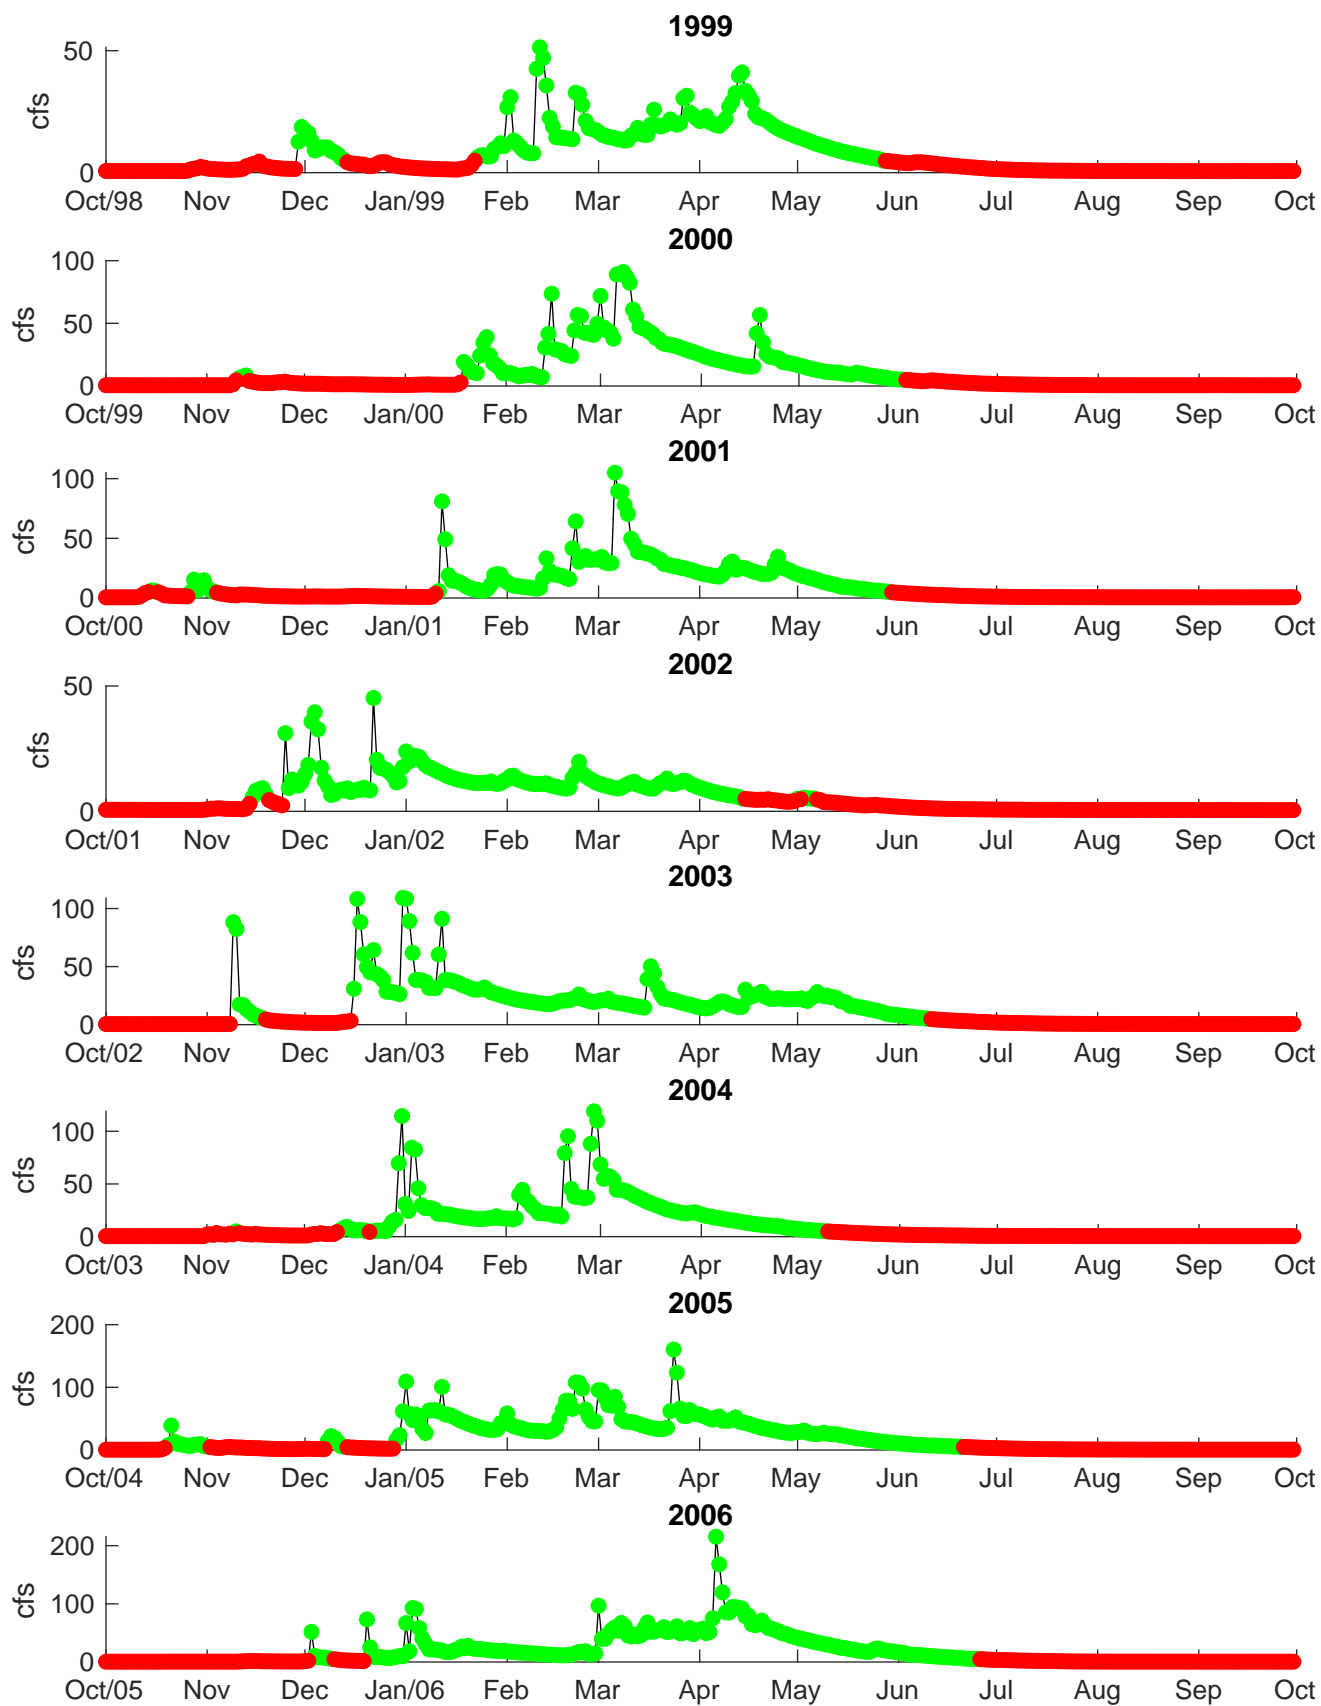 1999
50
cfs
0
Oct/98 Nov Dec Jan/99 Feb Mar Apr May Jun Jul Aug Sep Oct
2000
100
cfs
50
0
Oct/99 Nov Dec Jan/00 Feb Mar Apr May Jun Jul Aug Sep Oct
2001
100
cfs
50
0
Oct/00 Nov Dec Jan/01 Feb Mar Apr May Jun Jul Aug Sep Oct
2002
50
cfs
0
Oct/01 Nov Dec Jan/02 Feb Mar Apr May Jun Jul Aug Sep Oct
2003
100
cfs
50
0
Oct/02 Nov Dec Jan/03 Feb Mar Apr May Jun Jul Aug Sep Oct
2004
100
cfs
50
0
Oct/03 Nov Dec Jan/04 Feb Mar Apr May Jun Jul Aug Sep Oct
2005
200
cfs
100
0
Oct/04 Nov Dec Jan/05 Feb Mar Apr May Jun Jul Aug Sep Oct
2006
200
cfs
100
0
Oct/05 Nov Dec Jan/06 Feb Mar Apr May Jun Jul Aug Sep Oct